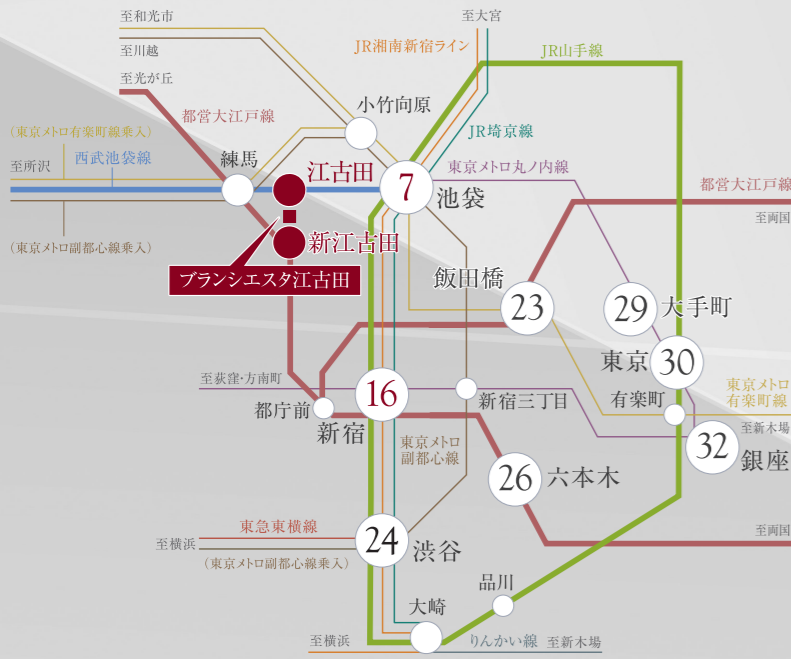 至和光市
至大宮
至川越
JR湘南新宿ライン
JR山手線
至光が丘
都営大江戸線
小竹向原
(東京メトロ有楽町線乗入)
JR埼京線
西武池袋線
練馬
至所沢
江古田
7
池袋
東京メトロ丸ノ内線
都営大江戸線
至両国
(東京メトロ副都心線乗入)
新江古田
ブランシエスタ江古田
飯田橋
23
29
大手町
東京
30
至荻窪・方南町
16
新宿三丁目
有楽町
東京メトロ
有楽町線
都庁前
新宿
至新木場
東京メトロ
副都心線
32
銀座
26
六本木
東急東横線
至横浜
24
渋谷
至両国
(東京メトロ副都心線乗入)
品川
大崎
至横浜
りんかい線
至新木場